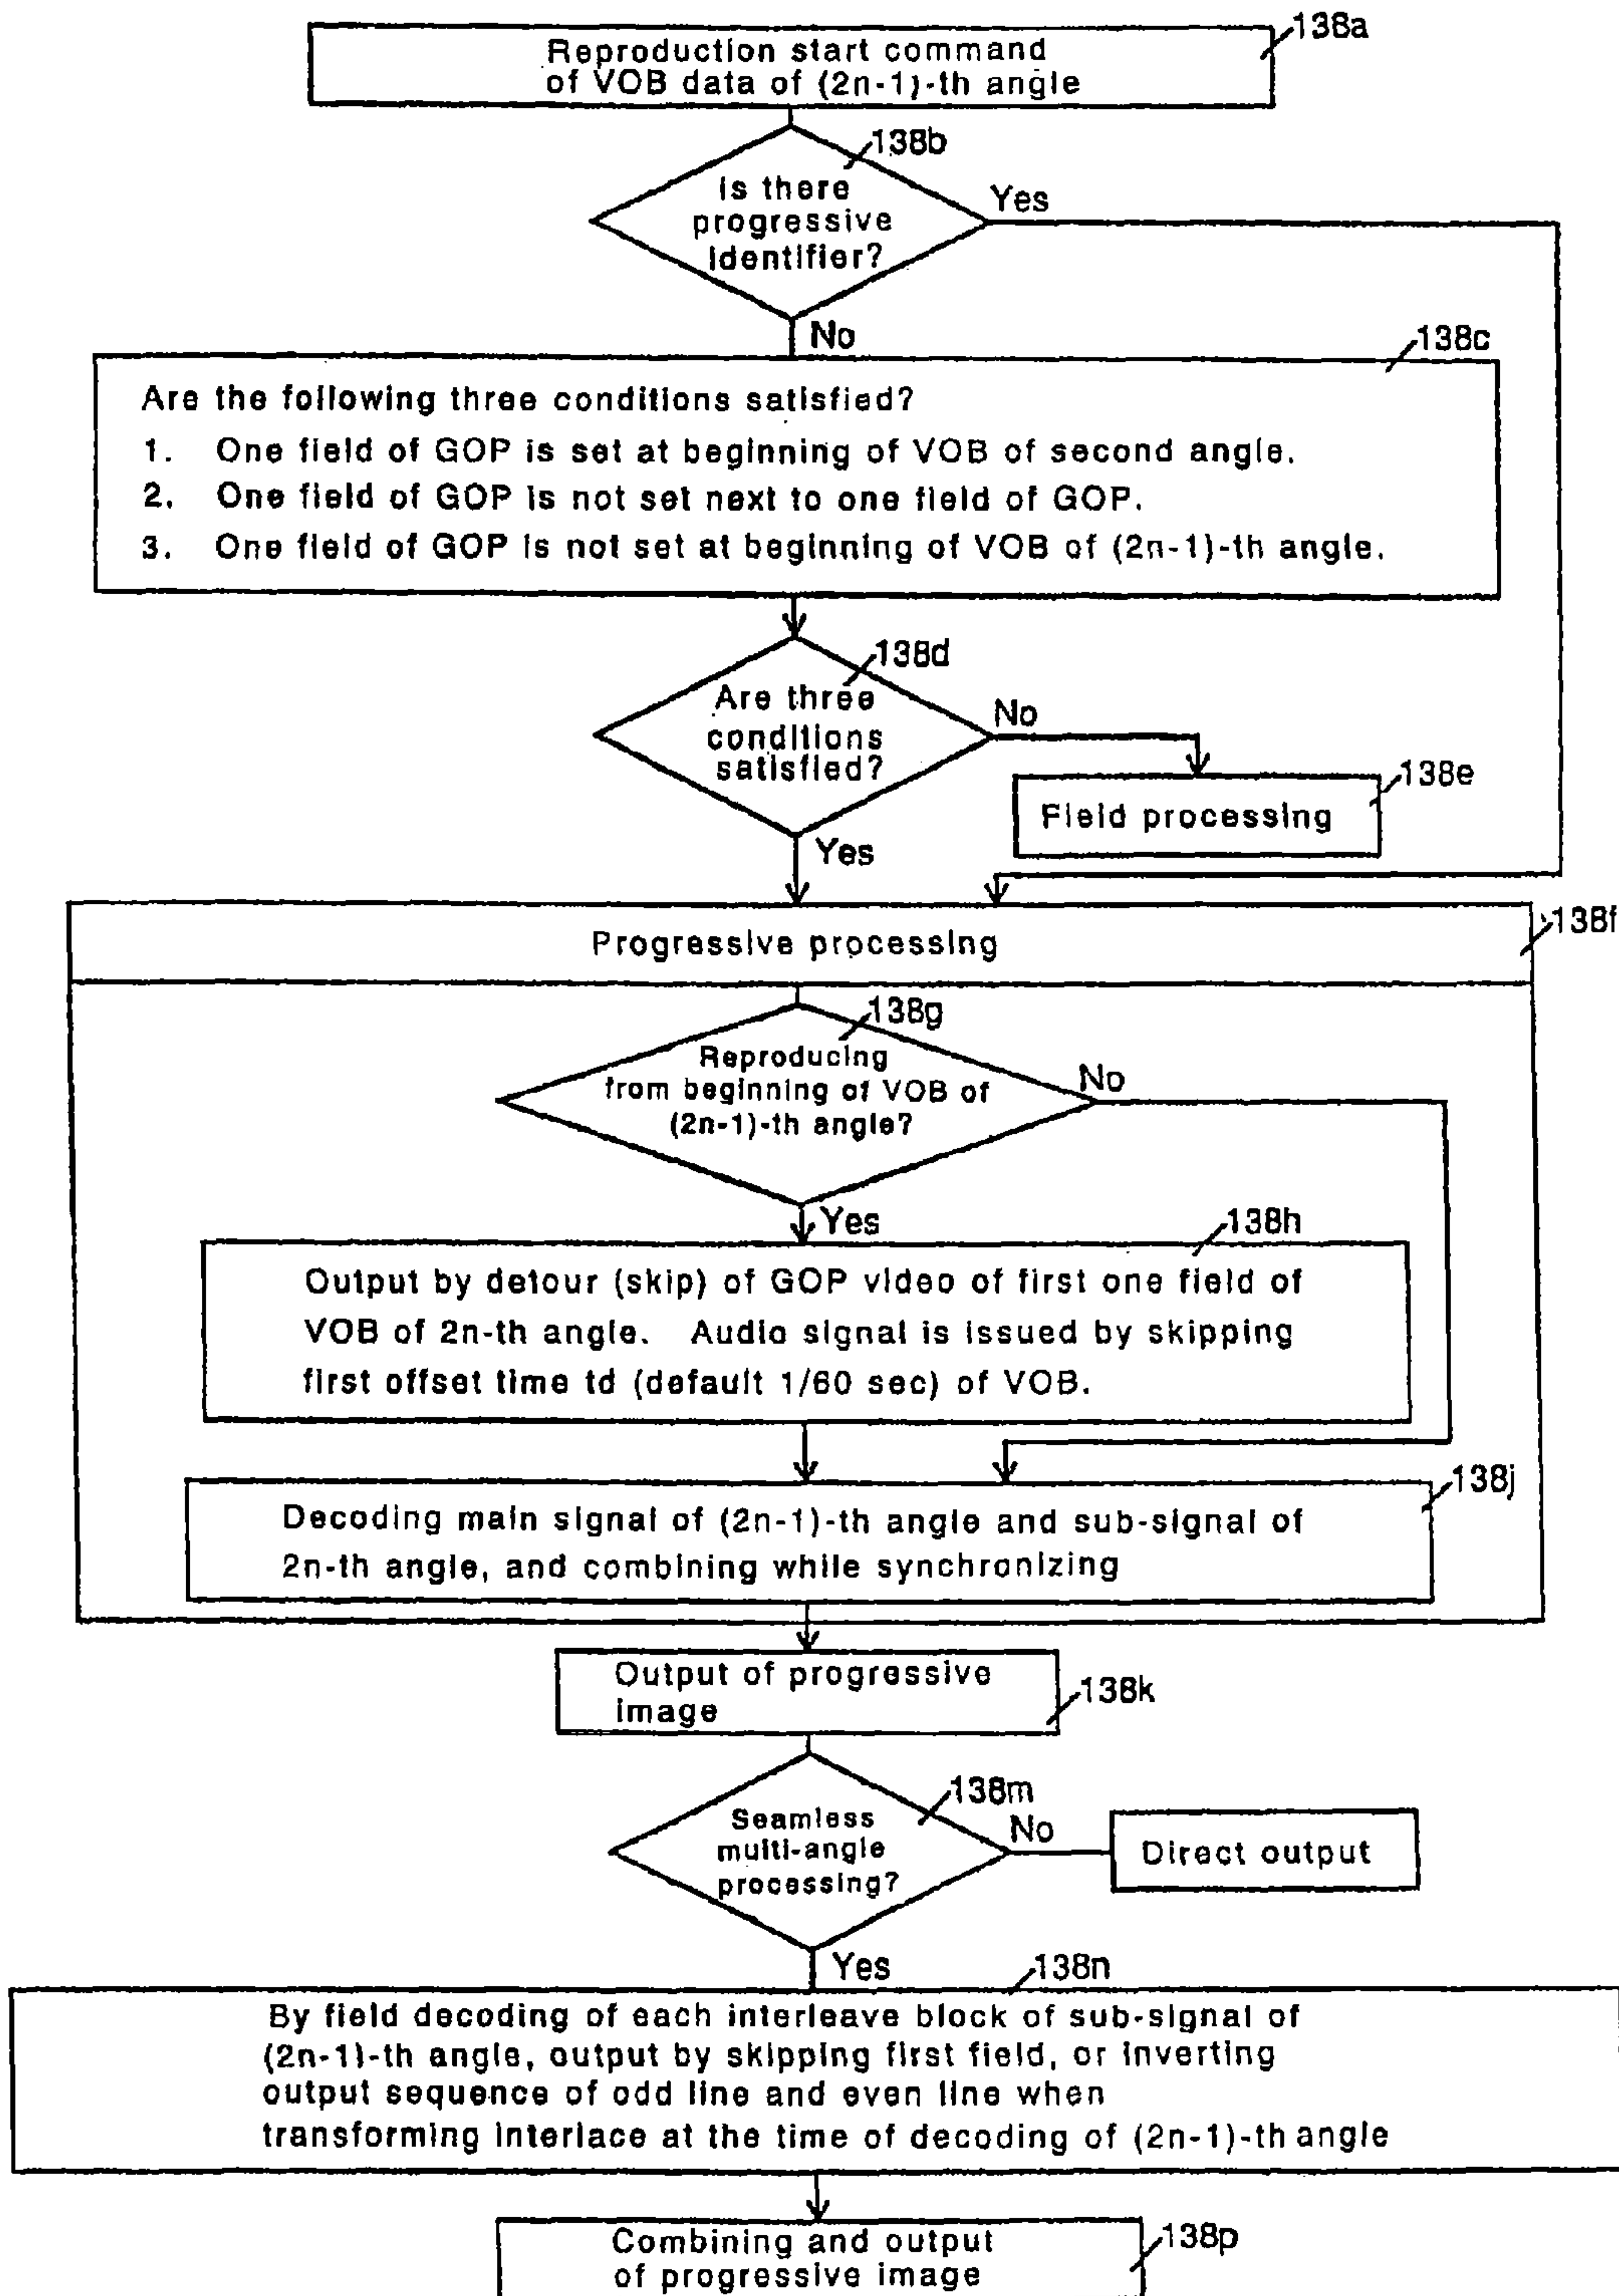 138a
Reproduction start command
of VOB data of (2n-1)-th angle
138b
Is there
progressive
identifier?
Yes
No
138c
Are the following three conditions satisfied?
1. One field of GOP is set at beginning of VOB of second angle.
2. One field of GOP is not set next to one field of GOP.
3. One field of GOP is not set at beginning of VOB of (2n-1)-th angle.
138d
Are three
conditions
satisfied?
No
138e
Field processing
Yes
138f
Progressive processing
138g
Reproducing
from beginning of VOB of
(2n-1)-th angle?
No
Yes
138h
Output by detour (skip) of GOP video of first one field of
VOB of 2n-th angle. Audio signal is issued by skipping
first offset time td (default 1/60 sec) of VOB.
138j
Decoding main signal of (2n-1)-th angle and sub-signal of
2n-th angle, and combining while synchronizing
Output of progressive
image
138k
138m
Seamless
multi-angle
processing?
No
Direct output
Yes
138n
By field decoding of each interleave block of sub-signal of
(2n-1)-th angle, output by skipping first field, or inverting
output sequence of odd line and even line when
transforming interlace at the time of decoding of (2n-1)-th angle
Combining and output
of progressive image
138p